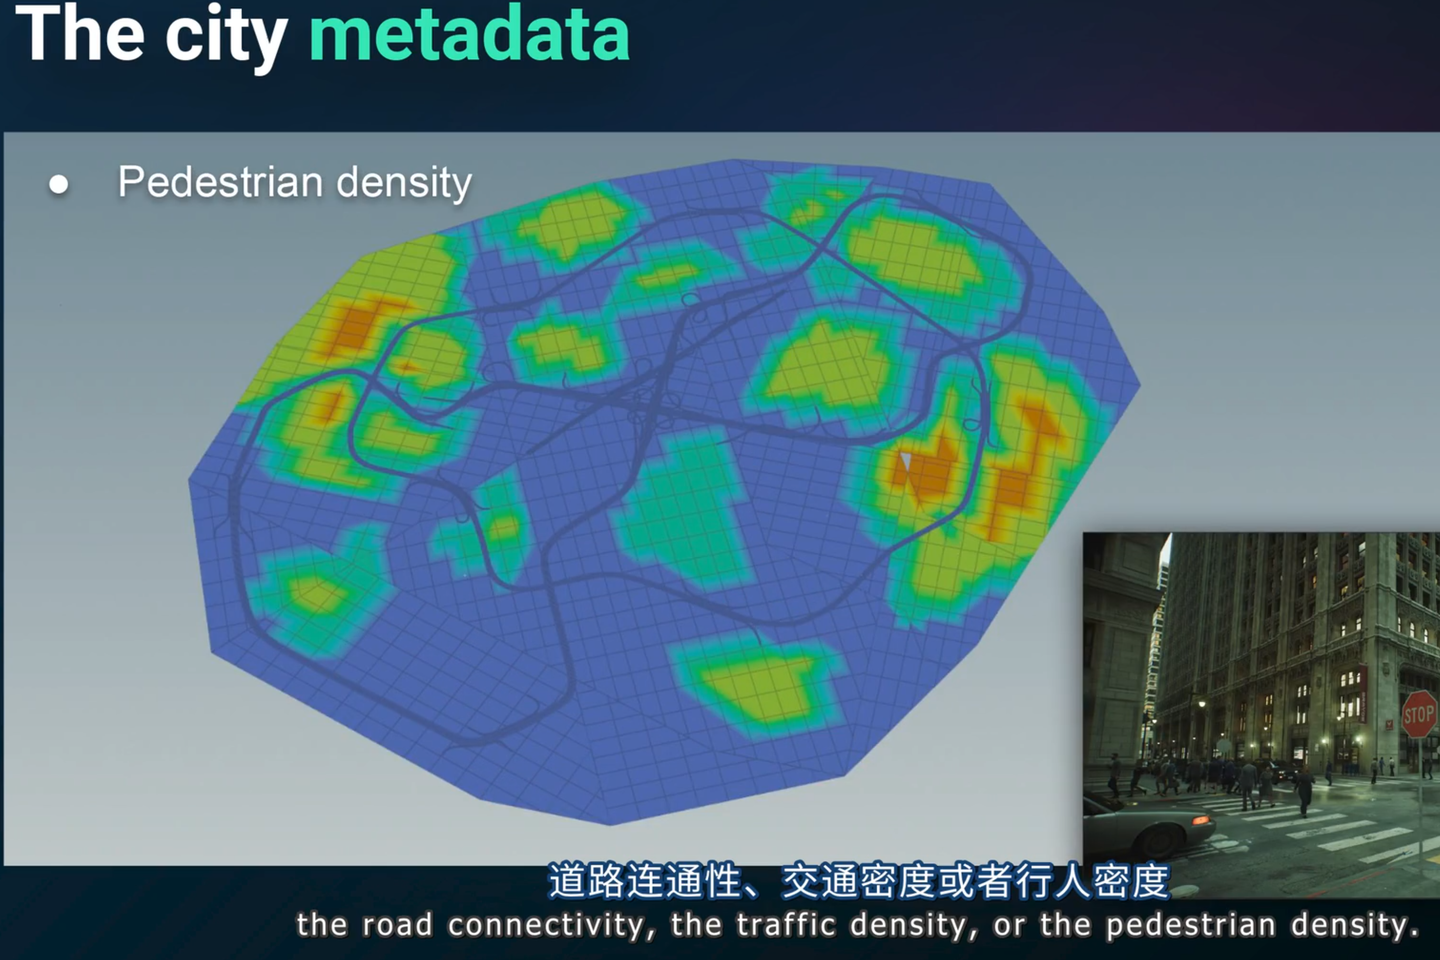 The city metadata
● Pedestrian density
STOP
道路连通性、交通密度或者行人密度
the road connectivity, the traffic density, or the pedestrian density.